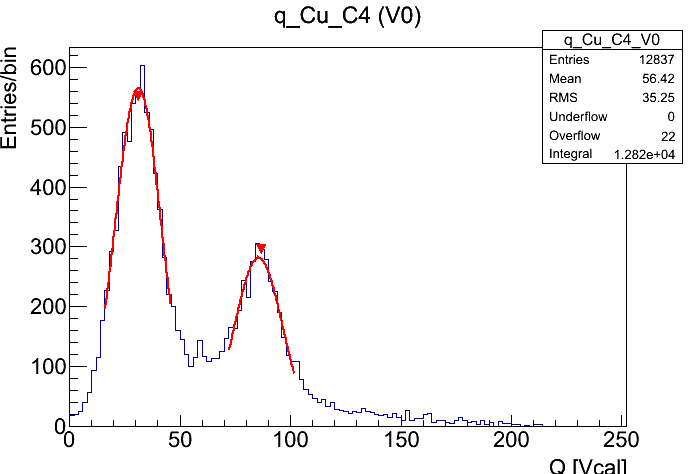 q_Cu_C4 (V0)
q_Cu_C4_V0
Entries 12837
Mean 56.42
RMS 35.25
Underflow 0
Overflow 22
Integral 1.282e+04
Entries/bin
600
500
400
300
200
100
0
0 50 100 150 200 250
Q [Vcal]